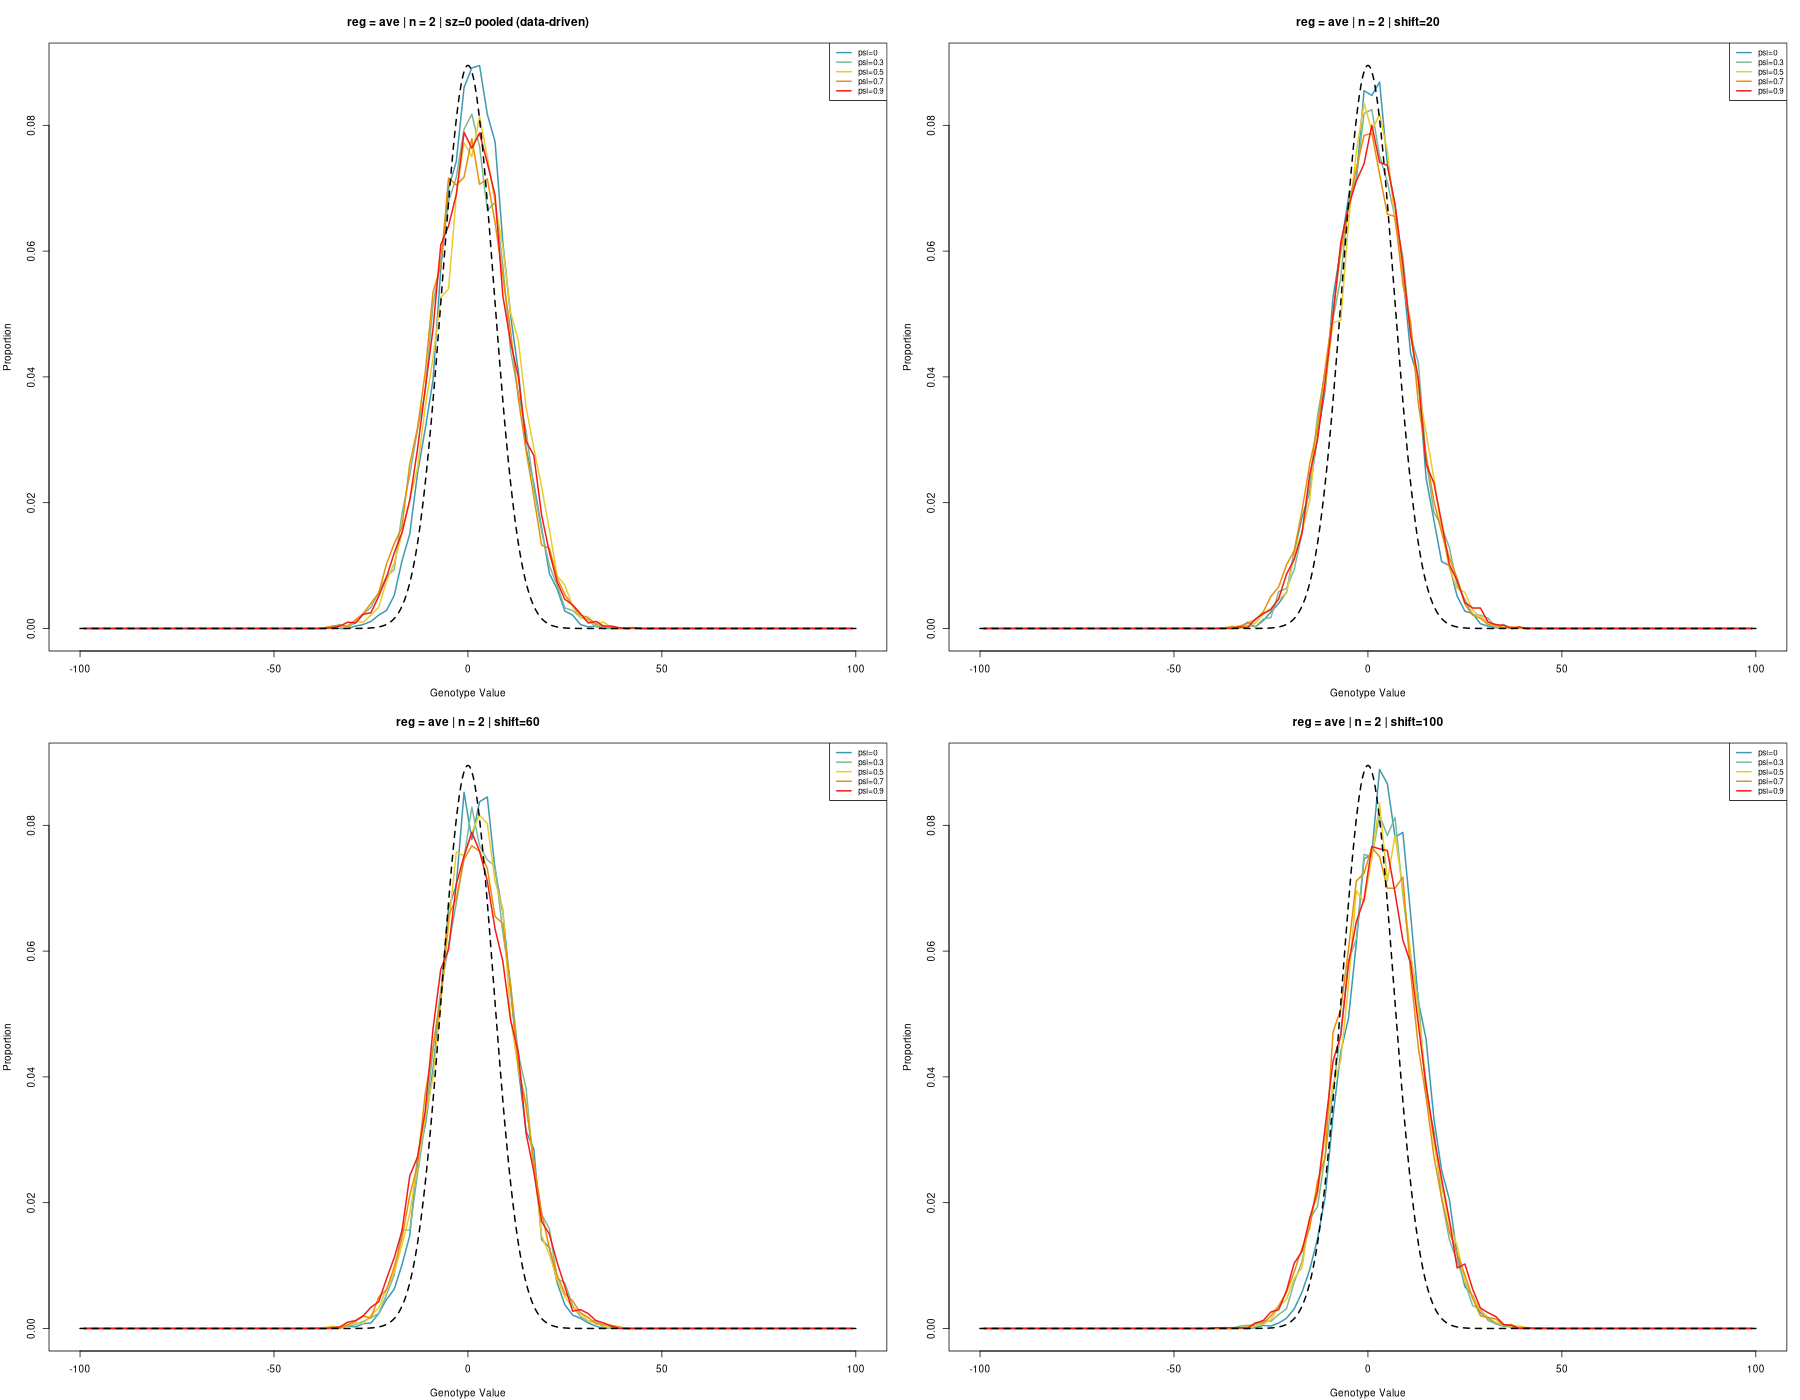 reg = ave | n = 2 | sz=0 pooled (data-driven)
psi=0
psi=0.3
psi=0.5
psi=0.7
psi=0.9
Proportion
0.00
0.02
0.04
0.06
0.08
-100
-50
0
50
100
Genotype Value
reg = ave | n = 2 | shift=20
psi=0
psi=0.3
psi=0.5
psi=0.7
psi=0.9
Proportion
0.00
0.02
0.04
0.06
0.08
-100
-50
0
50
100
Genotype Value
reg = ave | n = 2 | shift=60
psi=0
psi=0.3
psi=0.5
psi=0.7
psi=0.9
Proportion
0.00
0.02
0.04
0.06
0.08
-100
-50
0
50
100
Genotype Value
reg = ave | n = 2 | shift=100
psi=0
psi=0.3
psi=0.5
psi=0.7
psi=0.9
Proportion
0.00
0.02
0.04
0.06
0.08
-100
-50
0
50
100
Genotype Value